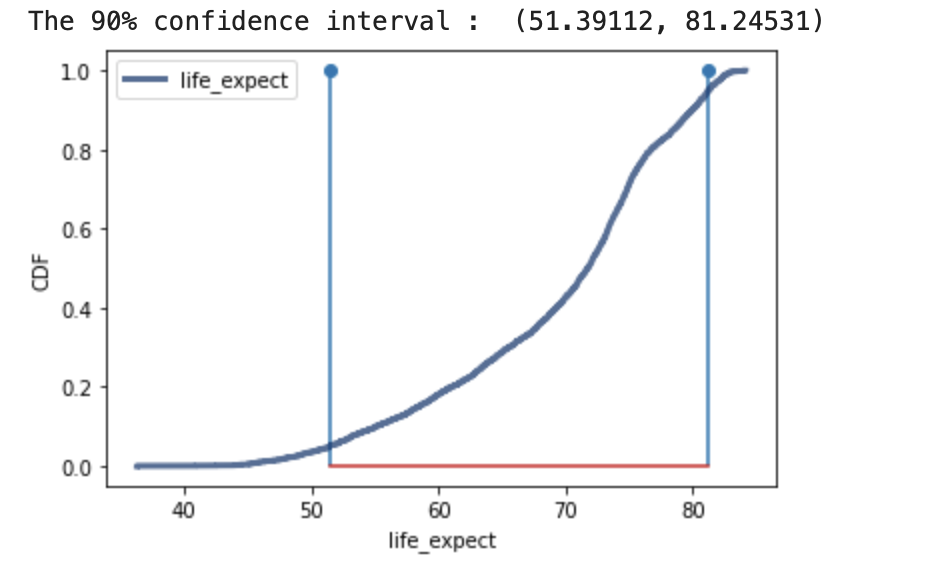 The 90% confidence interval :  (51.39112, 81.24531)
1.0
life_expect
0.8
0.6
CDF
0.4
0.2
0.0
40 50 60 70 80
life_expect